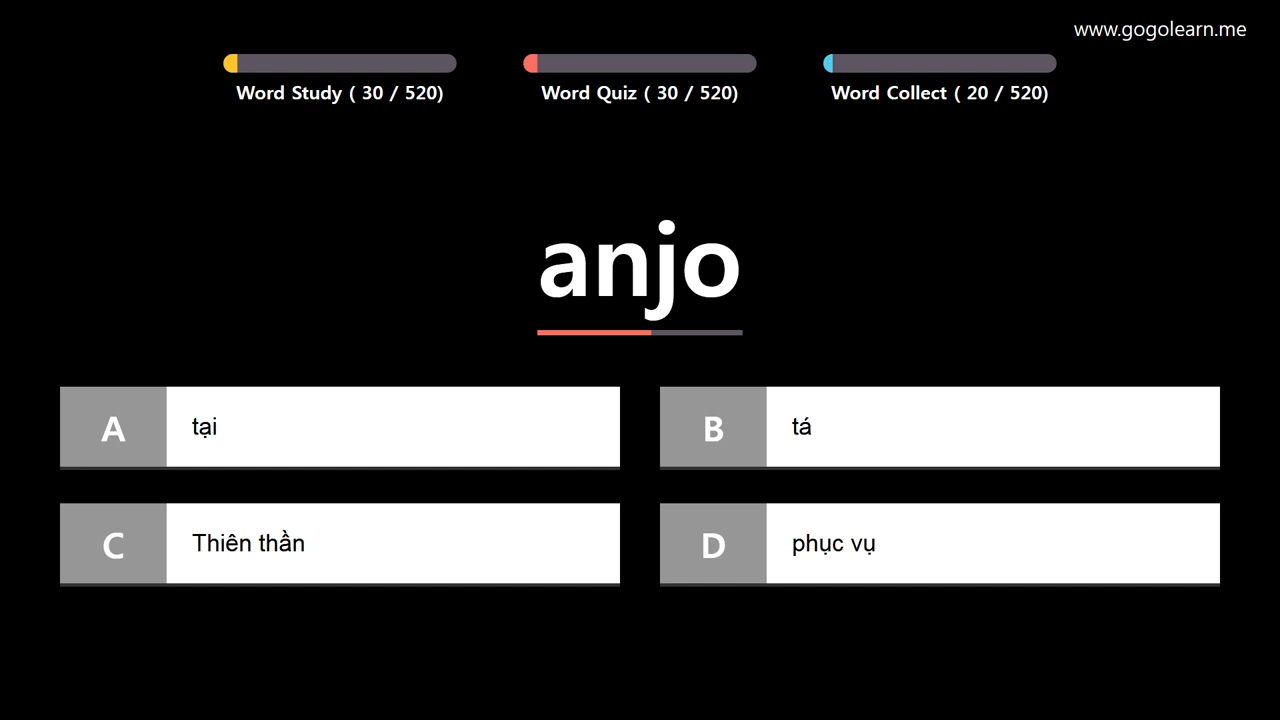 www.gogolearn.me
Word Study ( 30 / 520)
Word Quiz ( 30 / 520)
Word Collect ( 20 / 520)
anjo
A
tại
B
tá
C
Thiên thần
D
phục vụ